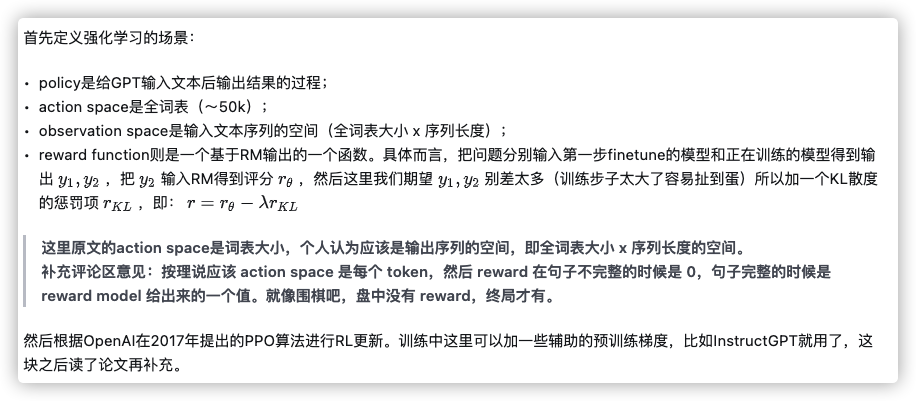 首先定义强化学习的场景：
• policy是给GPT输入文本后输出结果的过程；
• action space是全词表（～50k）；
• observation space是输入文本序列的空间（全词表大小 x 序列长度）；
• reward function则是一个基于RM输出的一个函数。具体而言，把问题分别输入第一步finetune的模型和正在训练的模型得到输
出 y₁, y₂ ，把 y₂ 输入RM得到评分 r_θ ，然后这里我们期望 y₁, y₂ 别差太多（训练步子太大了容易扯到蛋）所以加一个KL散度
的惩罚项 r_{KL} ，即： r = r_θ − λr_{KL}
这里原文的action space是词表大小，个人认为应该是输出序列的空间，即全词表大小 x 序列长度的空间。
补充评论区意见：按理说应该 action space 是每个 token，然后 reward 在句子不完整的时候是 0，句子完整的时候是
reward model 给出来的一个值。就像围棋吧，盘中没有 reward，终局才有。
然后根据OpenAI在2017年提出的PPO算法进行RL更新。训练中这里可以加一些辅助的预训练梯度，比如InstructGPT就用了，这
块之后读了论文再补充。